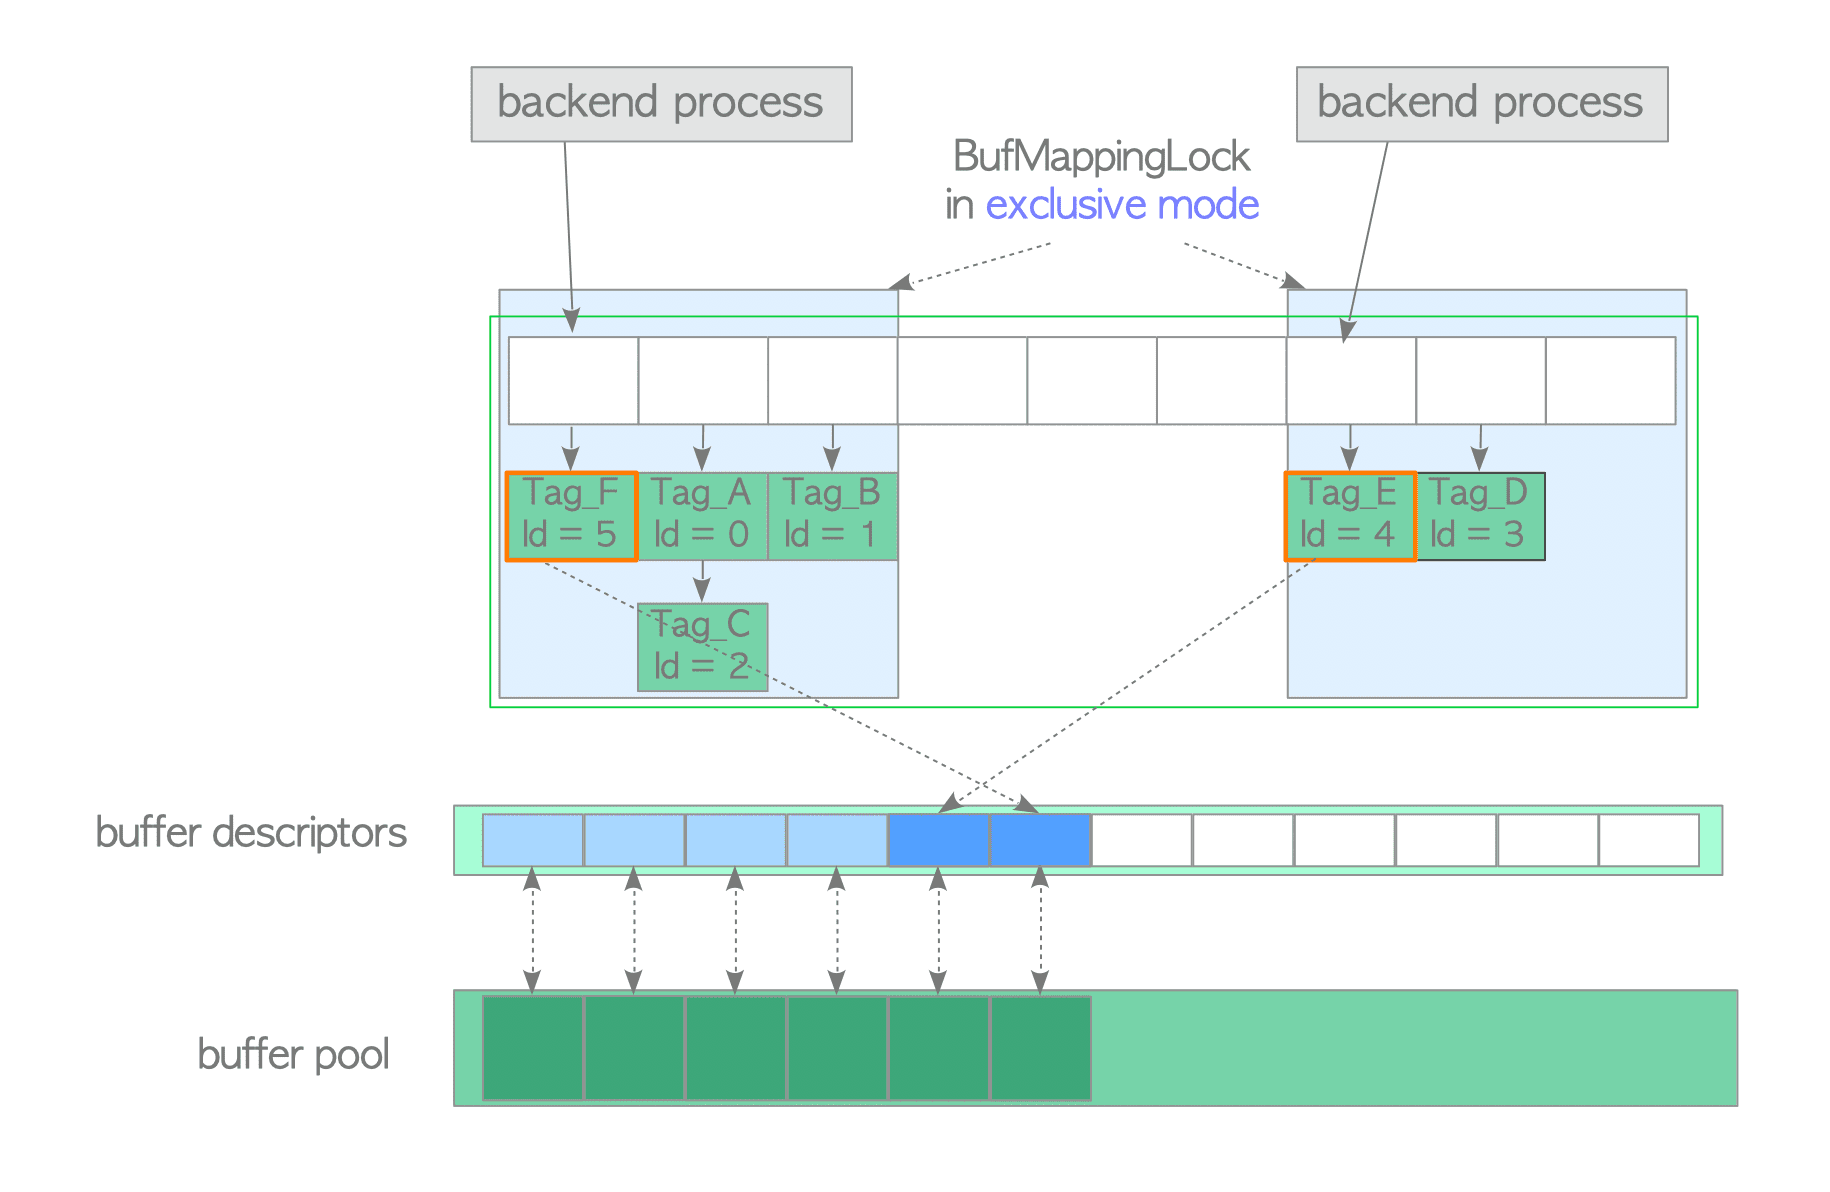 backend process
backend process
BufMappingLock
in exclusive mode
Tag_F
Id = 5
Tag_A
Id = 0
Tag_B
Id = 1
Tag_E
Id = 4
Tag_D
Id = 3
Tag_C
Id = 2
buffer descriptors
buffer pool